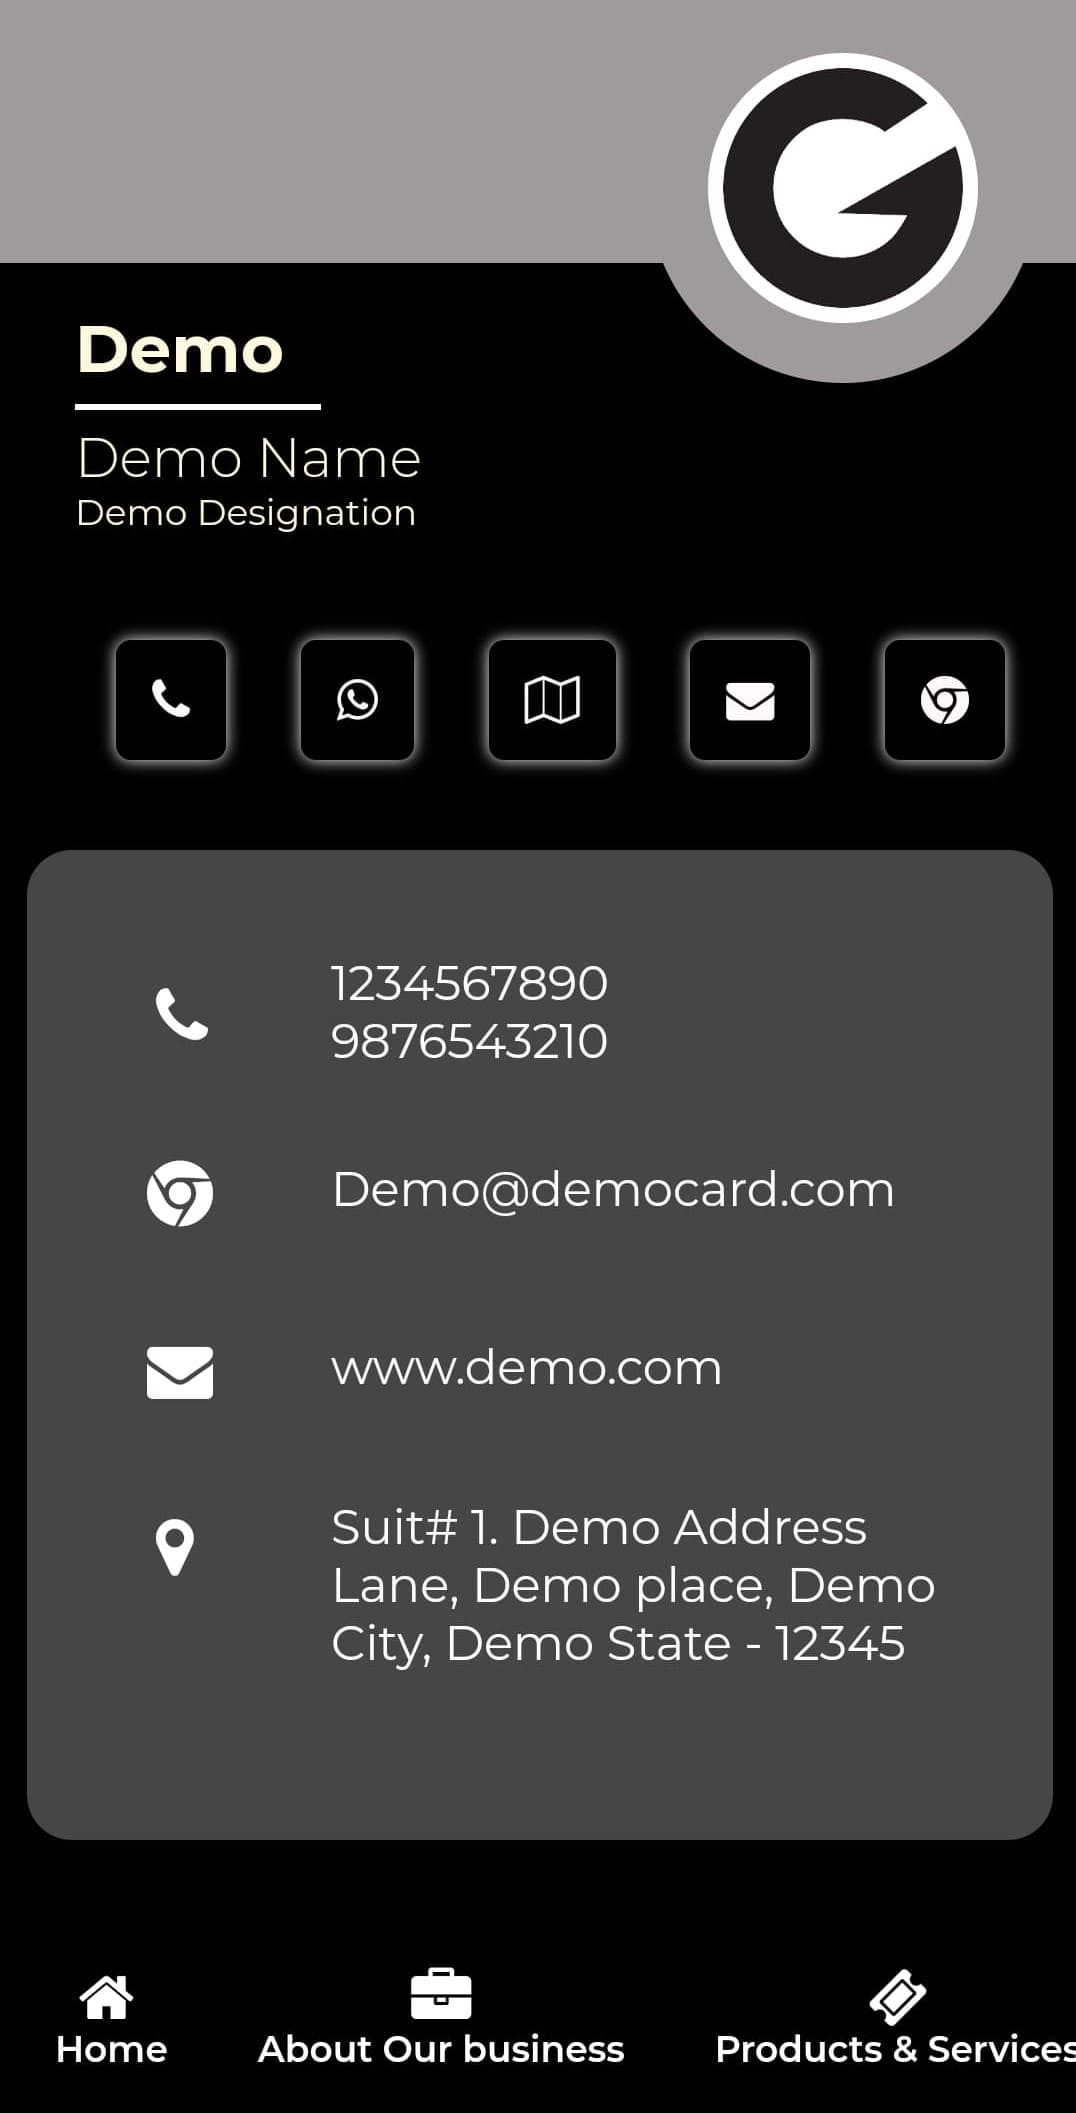 Demo
Demo Name
Demo Designation
1234567890
9876543210
Demo@democard.com
www.demo.com
Suit# 1. Demo Address
Lane, Demo place, Demo
City, Demo State - 12345
Home
About Our business
Products & Services